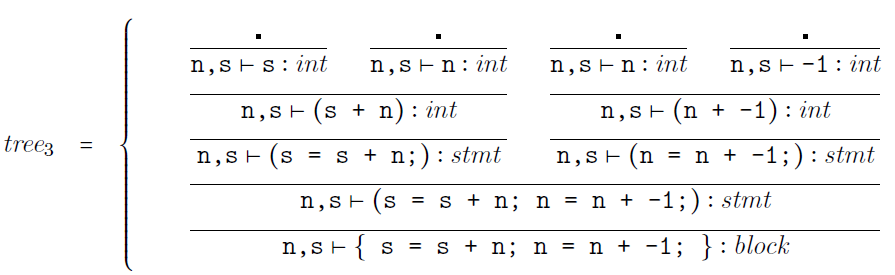 n,s ⊢ s : int n,s ⊢ n : int n,s ⊢ n : int n,s ⊢ -1 : int
n,s ⊢ (s + n) : int n,s ⊢ (n + -1) : int
tree₃ = {
n,s ⊢ (s = s + n;) : stmt n,s ⊢ (n = n + -1;) : stmt
n,s ⊢ (s = s + n; n = n + -1;) : stmt
n,s ⊢ { s = s + n; n = n + -1; } : block